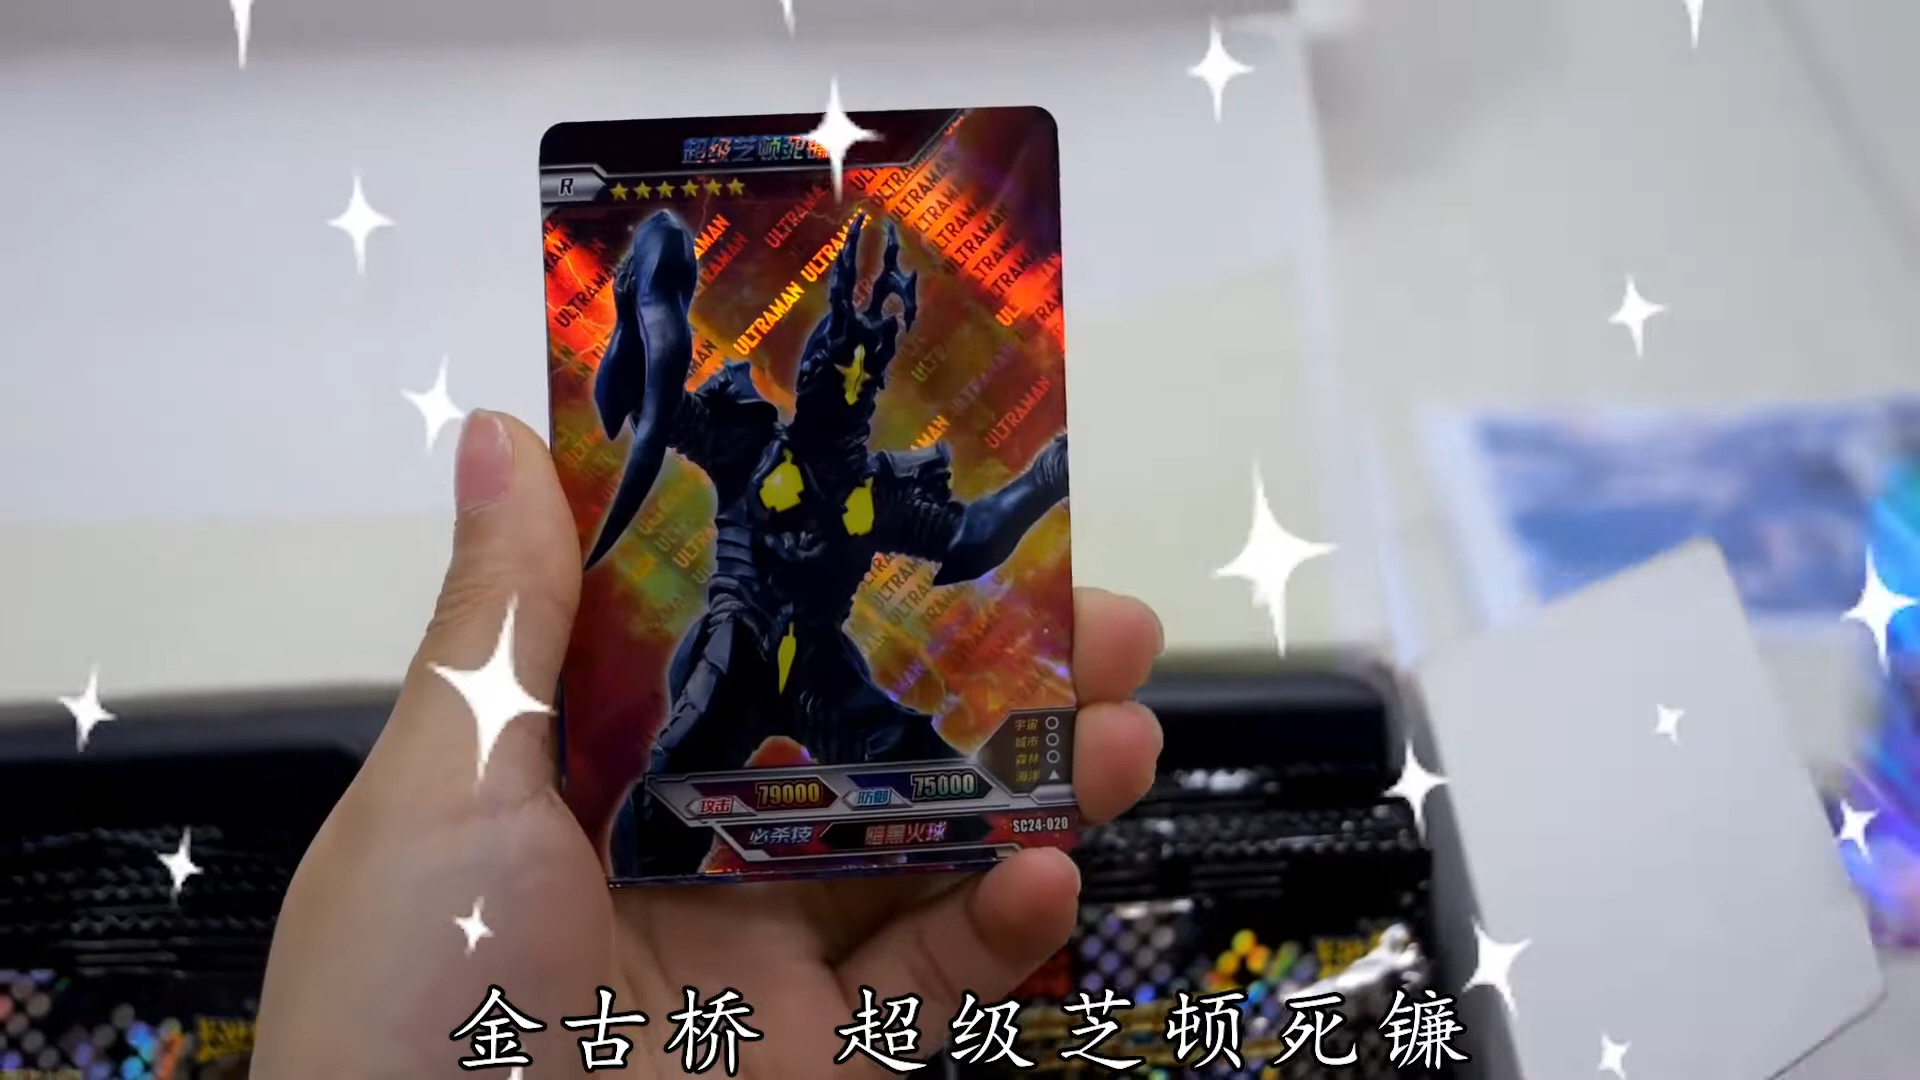 超级芝顿死镰
R
ULTRAMAN ULTRAMAN
宇宙 ○
城市 ○
森林 ○
海洋 ▲
攻击 79000 防御 75000
必杀技 暗黑火球
SC24-020
金古桥 超级芝顿死镰